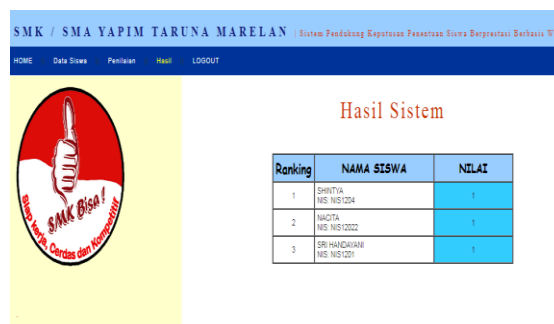 SMK / SMA YAPIM TARUNA MARELAN | Sistem Pendukung Keputusan Penentuan Siswa Berprestasi Berbasis
HOME Data Siswa Penilaian Hasil LOGOUT
SMK Bisa!
Siap kerja, Cerdas dan Kompetitif
Hasil Sistem
Ranking NAMA SISWA NILAI
1 SHINTYA 1
NIS: NIS1204
2 NAGITA 1
NIS: NIS12022
3 SRI HANDAYANI 1
NIS: NIS1201